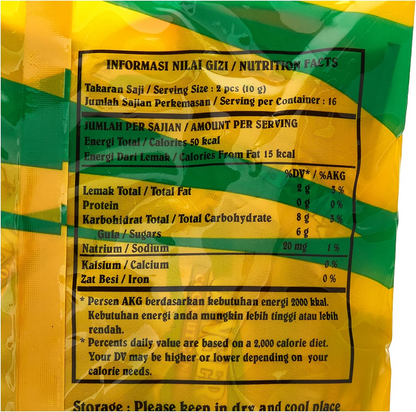 INFORMASI NILAI GIZI / NUTRITION FACTS
Takaran Saji / Serving Size : 2 pcs (10 g)
Jumlah Sajian Perkemasan / Serving per Container : 16
JUMLAH PER SAJIAN / AMOUNT PER SERVING
Energi Total / Calories 50 kcal
Energi Dari Lemak / Calories From Fat 15 kcal
%DV* / %AKG
Lemak Total / Total Fat 2 g 3 %
Protein 0 g 0 %
Karbohidrat Total / Total Carbohydrate 8 g 3 %
Gula / Sugars 6 g
Natrium / Sodium 20 mg 1 %
Kalsium / Calcium 0 %
Zat Besi / Iron 0 %
* Persen AKG berdasarkan kebutuhan energi 2000 kkal.
Kebutuhan energi anda mungkin lebih tinggi atau lebih
rendah.
* Percents daily value are based on a 2,000 calorie diet.
Your DV may be higher or lower depending on your
calorie needs.
Storage : Please keep in dry and cool place